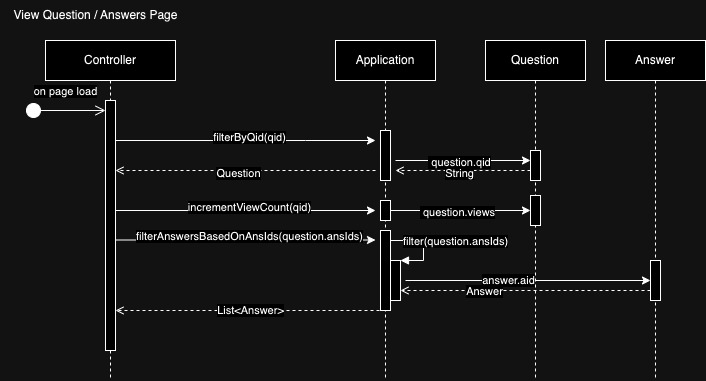 View Question / Answers Page
Controller
Application
Question
Answer
on page load
filterByQid(qid)
question.qid
String
Question
incrementViewCount(qid)
question.views
filterAnswersBasedOnAnsIds(question.ansIds)
filter(question.ansIds)
answer.aid
Answer
List<Answer>